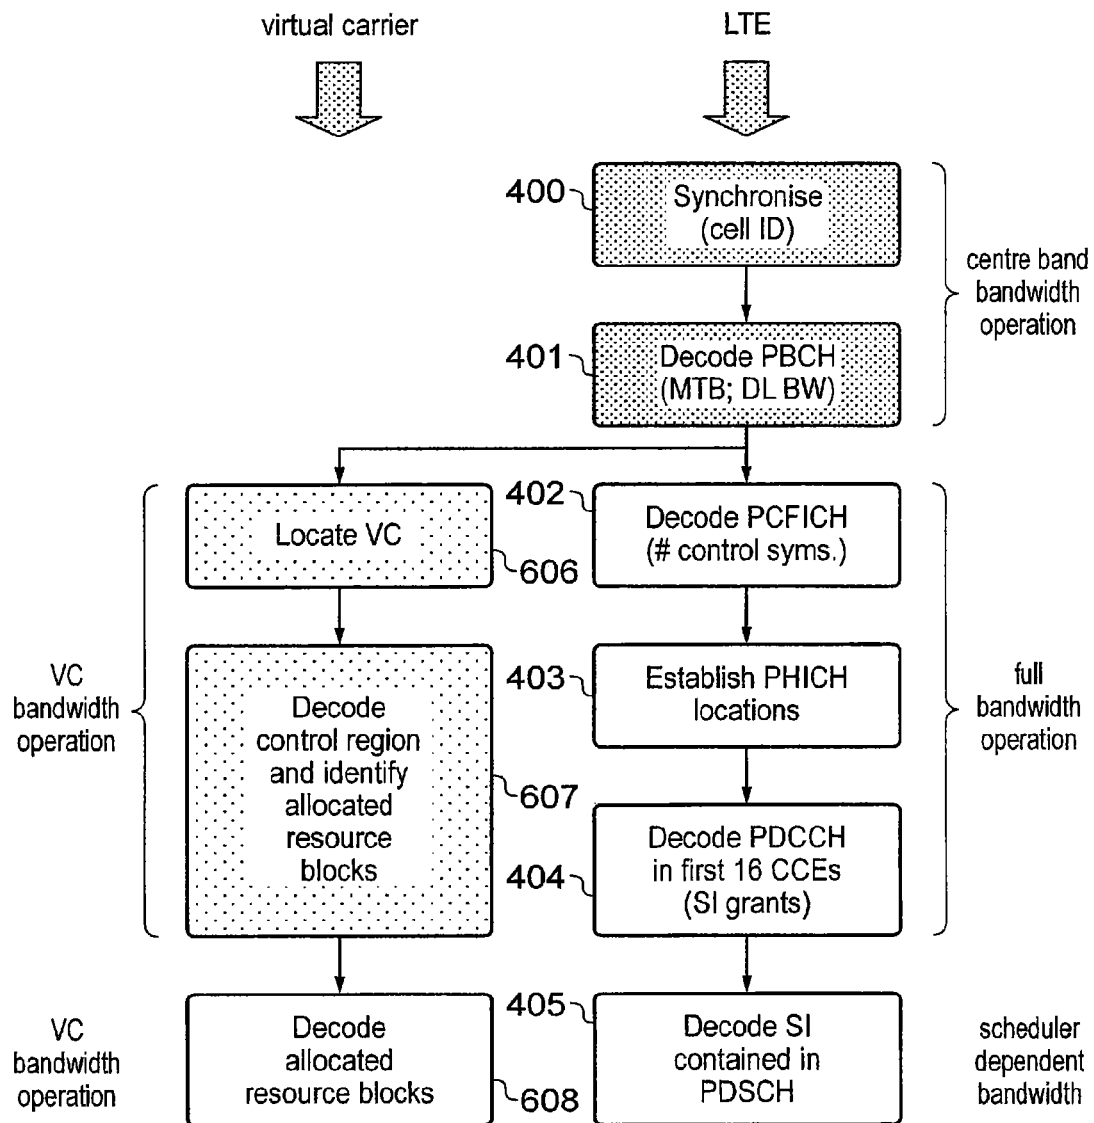 virtual carrier
LTE
400
Synchronise
(cell ID)
centre band
bandwidth
operation
401
Decode PBCH
(MTB; DL BW)
402
Locate VC
606
Decode PCFICH
(# control syms.)
VC
bandwidth
operation
Decode
control region
and identify
allocated
resource
blocks
607
403
Establish PHICH
locations
full
bandwidth
operation
404
Decode PDCCH
in first 16 CCEs
(SI grants)
VC
bandwidth
operation
Decode
allocated
resource blocks
608
405
Decode SI
contained in
PDSCH
scheduler
dependent
bandwidth